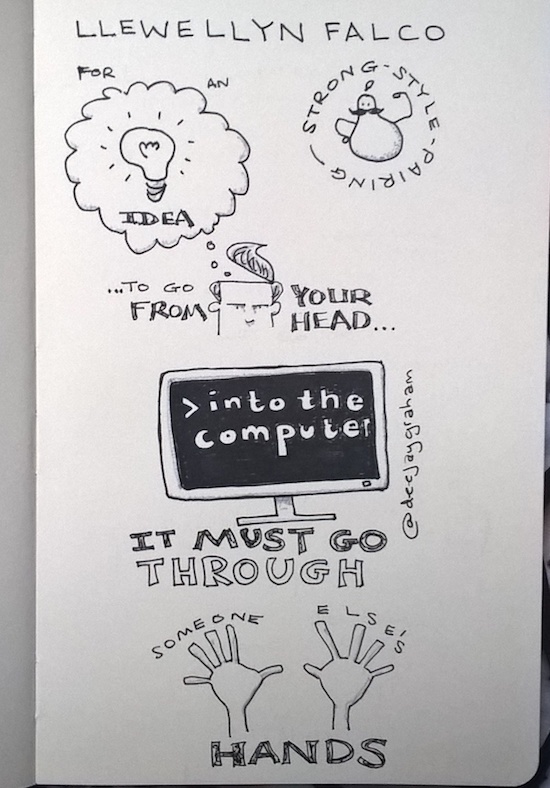 LLEWELLYN FALCO
FOR AN
IDEA
STRONG-STYLE-PAIRING
...TO GO
FROM
YOUR
HEAD...
> into the
computer
@deejaygraham
IT MUST GO
THROUGH
SOMEONE ELSE'S
HANDS